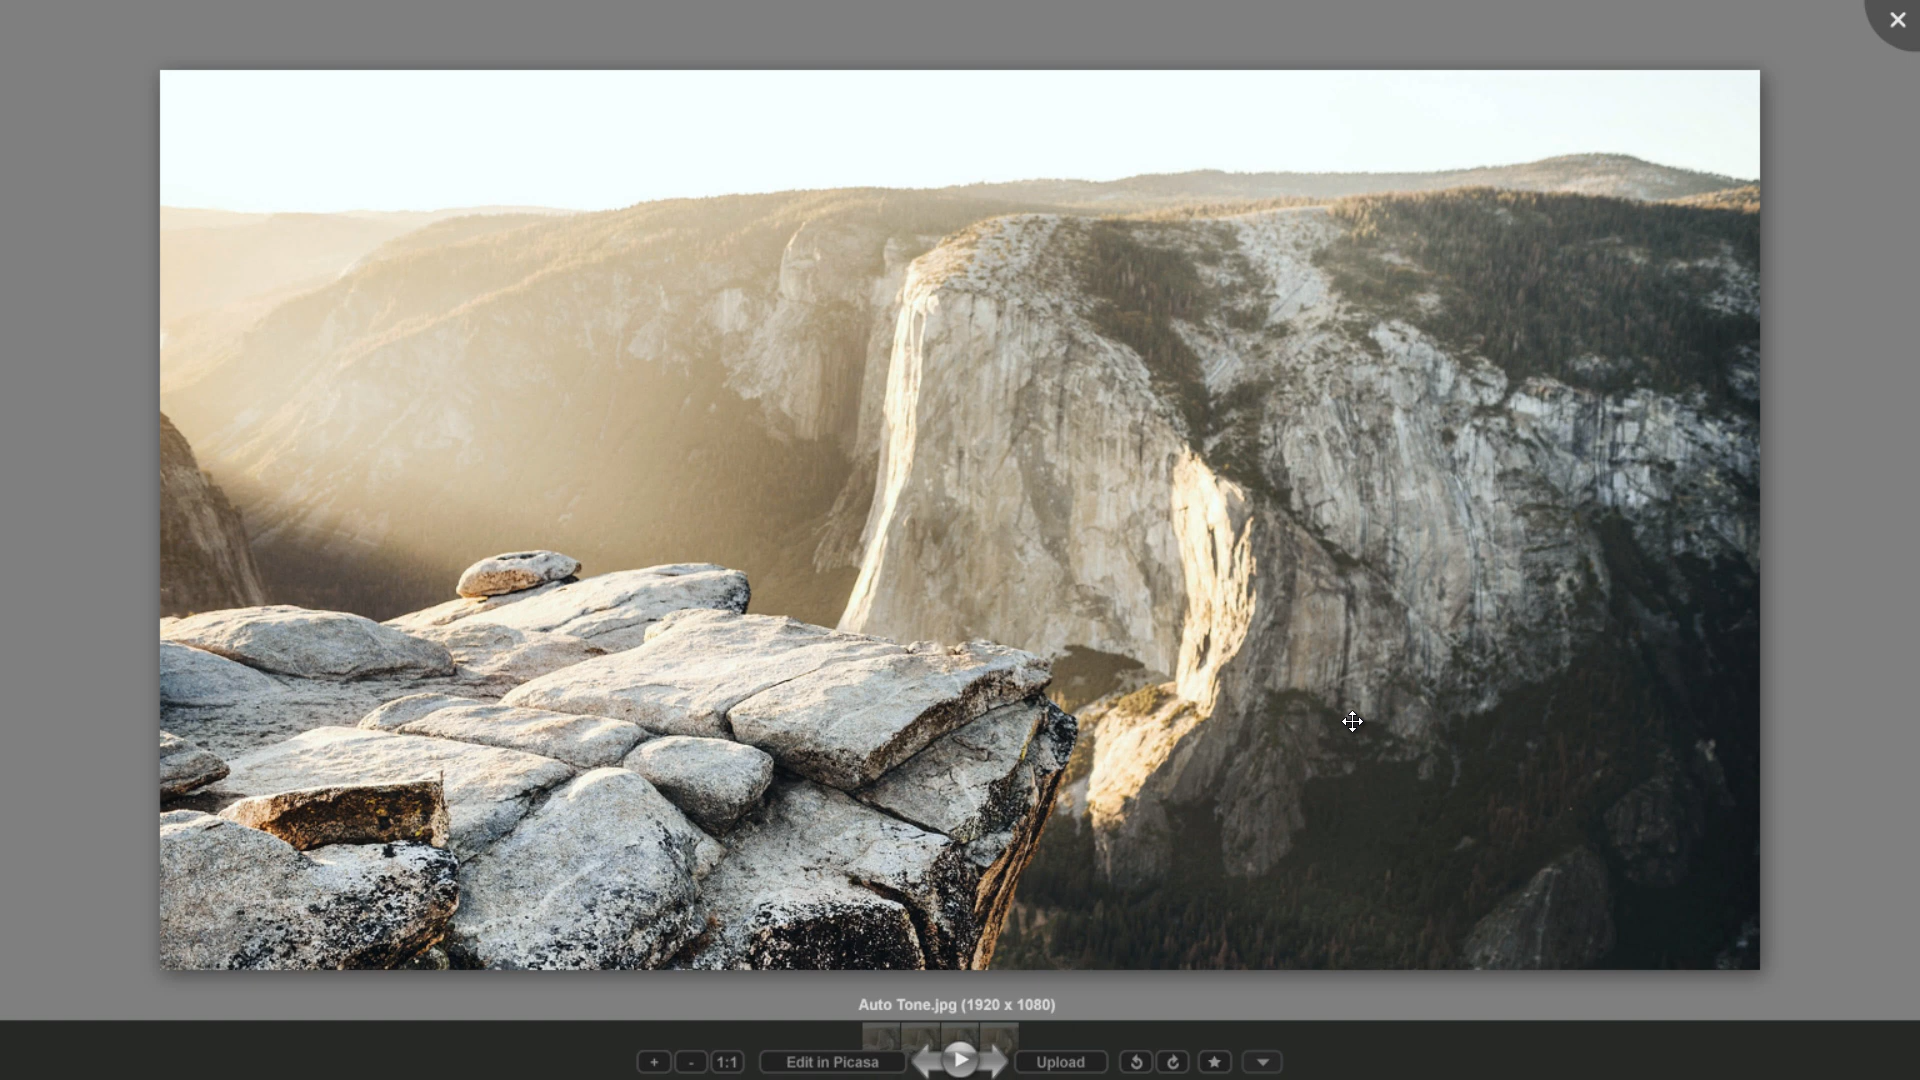 Auto Tone.jpg (1920 x 1080)
+ - 1:1 Edit in Picasa Upload